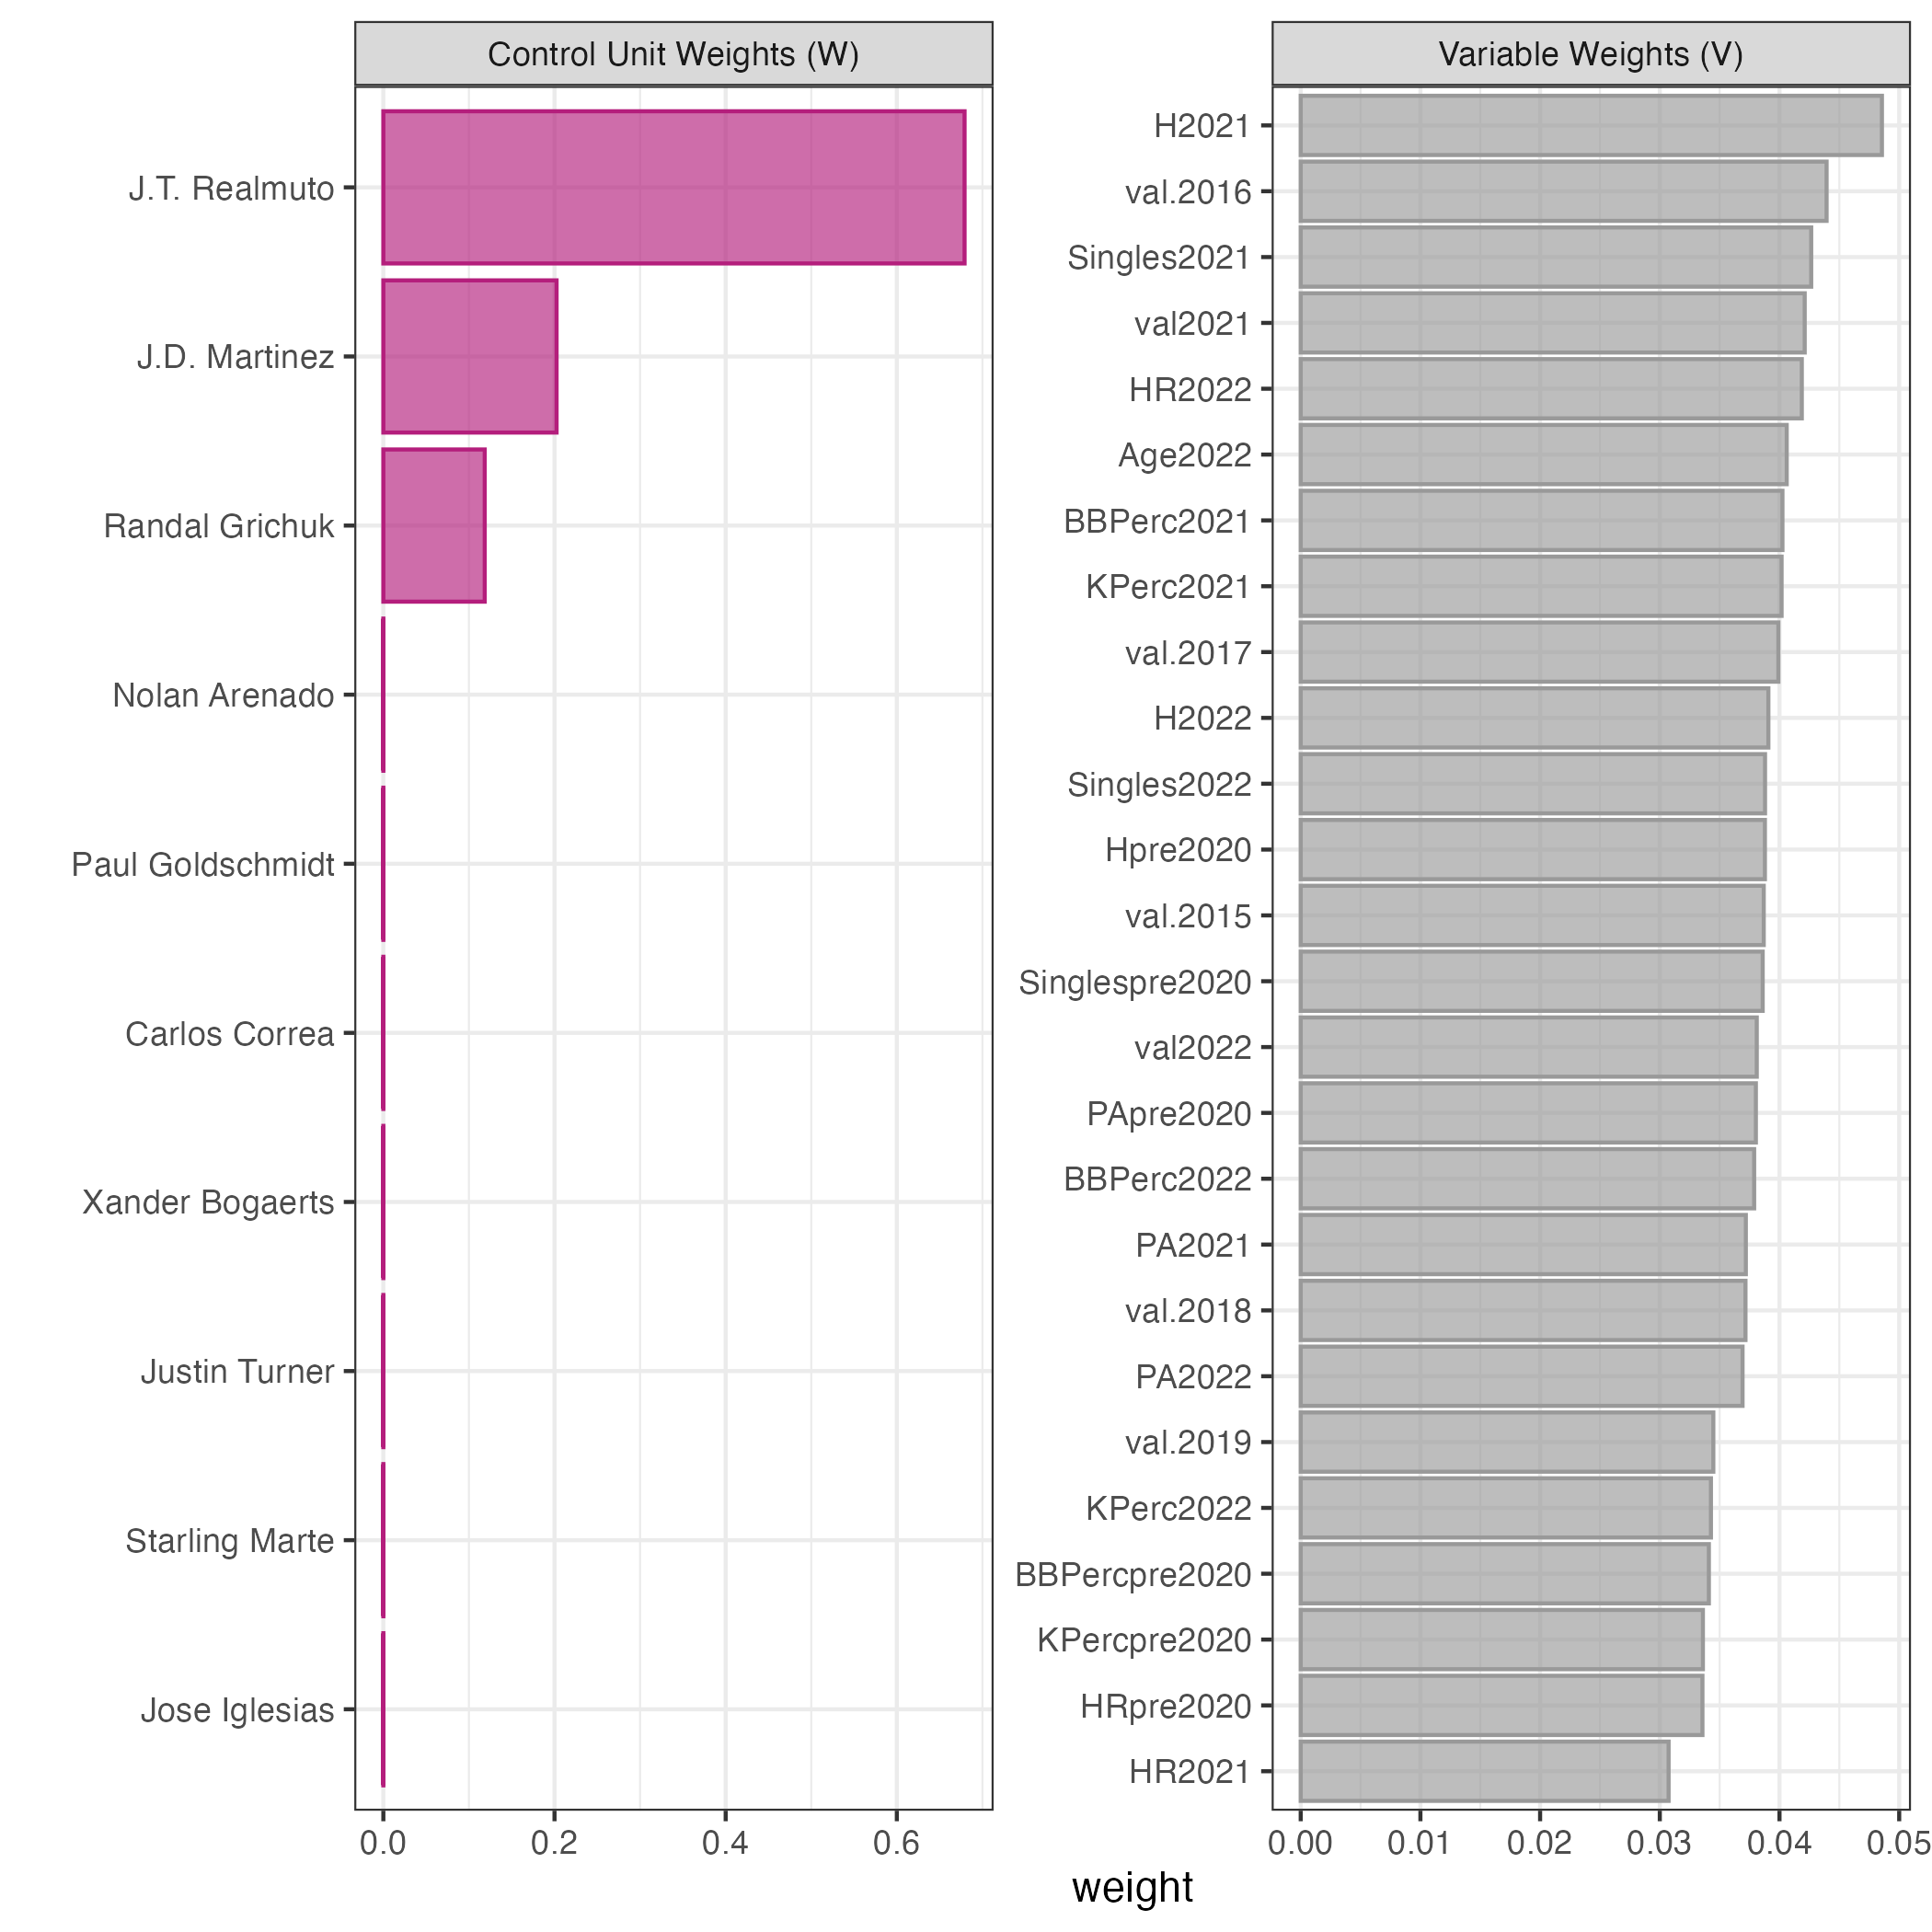 Control Unit Weights (W)
J.T. Realmuto
J.D. Martinez
Randal Grichuk
Nolan Arenado
Paul Goldschmidt
Carlos Correa
Xander Bogaerts
Justin Turner
Starling Marte
Jose Iglesias
0.0 0.2 0.4 0.6
Variable Weights (V)
H2021
val.2016
Singles2021
val2021
HR2022
Age2022
BBPerc2021
KPerc2021
val.2017
H2022
Singles2022
Hpre2020
val.2015
Singlespre2020
val2022
PApre2020
BBPerc2022
PA2021
val.2018
PA2022
val.2019
KPerc2022
BBPercpre2020
KPercpre2020
HRpre2020
HR2021
0.00 0.01 0.02 0.03 0.04 0.05
weight